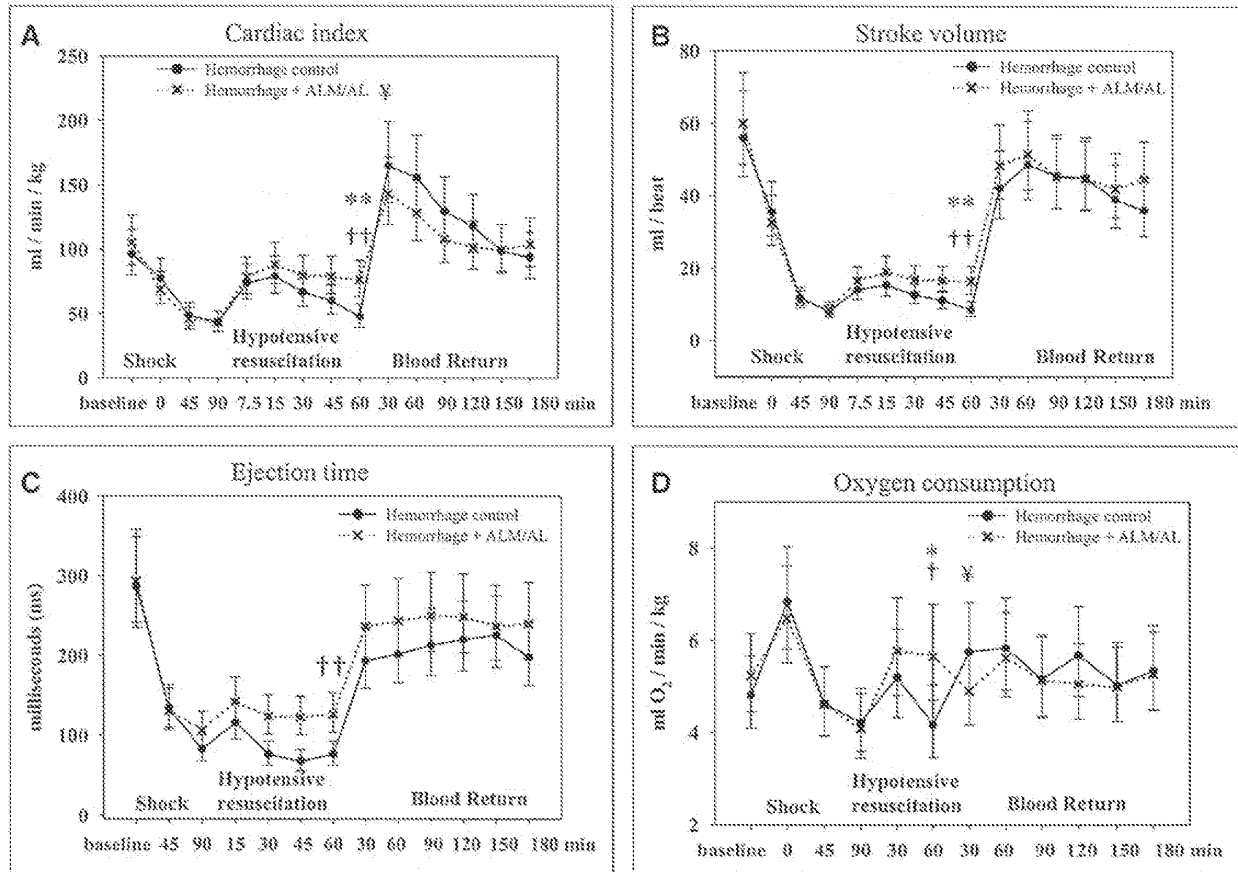 A
Cardiac index
Hemorrhage control
Hemorrhage + ALM/AL
¥
**
††
ml / min / kg
250
200
150
100
50
0
Shock
Hypotensive
resuscitation
Blood Return
baseline 0 45 90 7.5 15 30 45 60 30 60 90 120 150 180 min
B
Stroke volume
Hemorrhage control
Hemorrhage + ALM/AL
**
††
ml / beat
80
60
40
20
0
Shock
Hypotensive
resuscitation
Blood Return
baseline 0 45 90 7.5 15 30 45 60 30 60 90 120 150 180 min
C
Ejection time
Hemorrhage control
Hemorrhage + ALM/AL
††
milliseconds (ms)
400
300
200
100
0
Shock
Hypotensive
resuscitation
Blood Return
baseline 45 90 15 30 45 60 30 60 90 120 150 180 min
D
Oxygen consumption
Hemorrhage control
Hemorrhage + ALM/AL
*
†
¥
ml O₂ / min / kg
8
6
4
2
Shock
Hypotensive
resuscitation
Blood Return
baseline 0 45 90 30 60 30 60 90 120 150 180 min